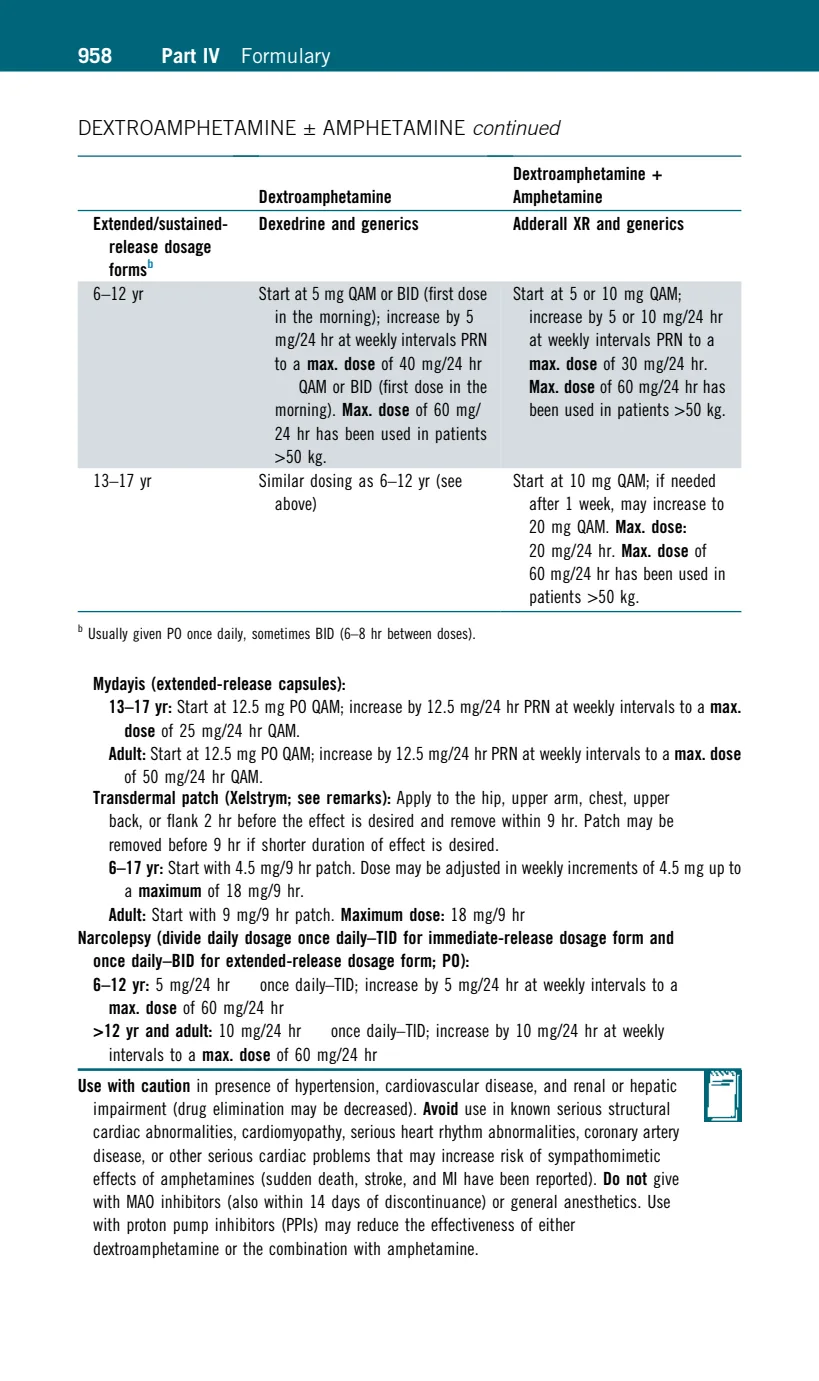 958 Part IV Formulary
DEXTROAMPHETAMINE ± AMPHETAMINE continued
Dextroamphetamine
Dextroamphetamine +
Amphetamine
Extended/sustained-
release dosage
formsᵇ
Dexedrine and generics
Adderall XR and generics
6–12 yr
Start at 5 mg QAM or BID (first dose
in the morning); increase by 5
mg/24 hr at weekly intervals PRN
to a max. dose of 40 mg/24 hr
QAM or BID (first dose in the
morning). Max. dose of 60 mg/
24 hr has been used in patients
>50 kg.
Start at 5 or 10 mg QAM;
increase by 5 or 10 mg/24 hr
at weekly intervals PRN to a
max. dose of 30 mg/24 hr.
Max. dose of 60 mg/24 hr has
been used in patients >50 kg.
13–17 yr
Similar dosing as 6–12 yr (see
above)
Start at 10 mg QAM; if needed
after 1 week, may increase to
20 mg QAM. Max. dose:
20 mg/24 hr. Max. dose of
60 mg/24 hr has been used in
patients >50 kg.
ᵇ Usually given PO once daily, sometimes BID (6–8 hr between doses).
Mydayis (extended-release capsules):
13–17 yr: Start at 12.5 mg PO QAM; increase by 12.5 mg/24 hr PRN at weekly intervals to a max.
dose of 25 mg/24 hr QAM.
Adult: Start at 12.5 mg PO QAM; increase by 12.5 mg/24 hr PRN at weekly intervals to a max. dose
of 50 mg/24 hr QAM.
Transdermal patch (Xelstrym; see remarks): Apply to the hip, upper arm, chest, upper
back, or flank 2 hr before the effect is desired and remove within 9 hr. Patch may be
removed before 9 hr if shorter duration of effect is desired.
6–17 yr: Start with 4.5 mg/9 hr patch. Dose may be adjusted in weekly increments of 4.5 mg up to
a maximum of 18 mg/9 hr.
Adult: Start with 9 mg/9 hr patch. Maximum dose: 18 mg/9 hr
Narcolepsy (divide daily dosage once daily–TID for immediate-release dosage form and
once daily–BID for extended-release dosage form; PO):
6–12 yr: 5 mg/24 hr once daily–TID; increase by 5 mg/24 hr at weekly intervals to a
max. dose of 60 mg/24 hr
>12 yr and adult: 10 mg/24 hr once daily–TID; increase by 10 mg/24 hr at weekly
intervals to a max. dose of 60 mg/24 hr
Use with caution in presence of hypertension, cardiovascular disease, and renal or hepatic
impairment (drug elimination may be decreased). Avoid use in known serious structural
cardiac abnormalities, cardiomyopathy, serious heart rhythm abnormalities, coronary artery
disease, or other serious cardiac problems that may increase risk of sympathomimetic
effects of amphetamines (sudden death, stroke, and MI have been reported). Do not give
with MAO inhibitors (also within 14 days of discontinuance) or general anesthetics. Use
with proton pump inhibitors (PPIs) may reduce the effectiveness of either
dextroamphetamine or the combination with amphetamine.